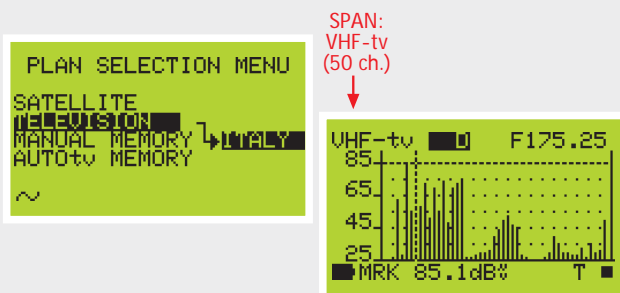 SPAN:
VHF-tv
(50 ch.)
PLAN SELECTION MENU
SATELLITE
TELEVISION
MANUAL MEMORY ITALY
AUTOtv MEMORY
VHF-tv D F175.25
85
65
45
25
MRK 85.1dB T